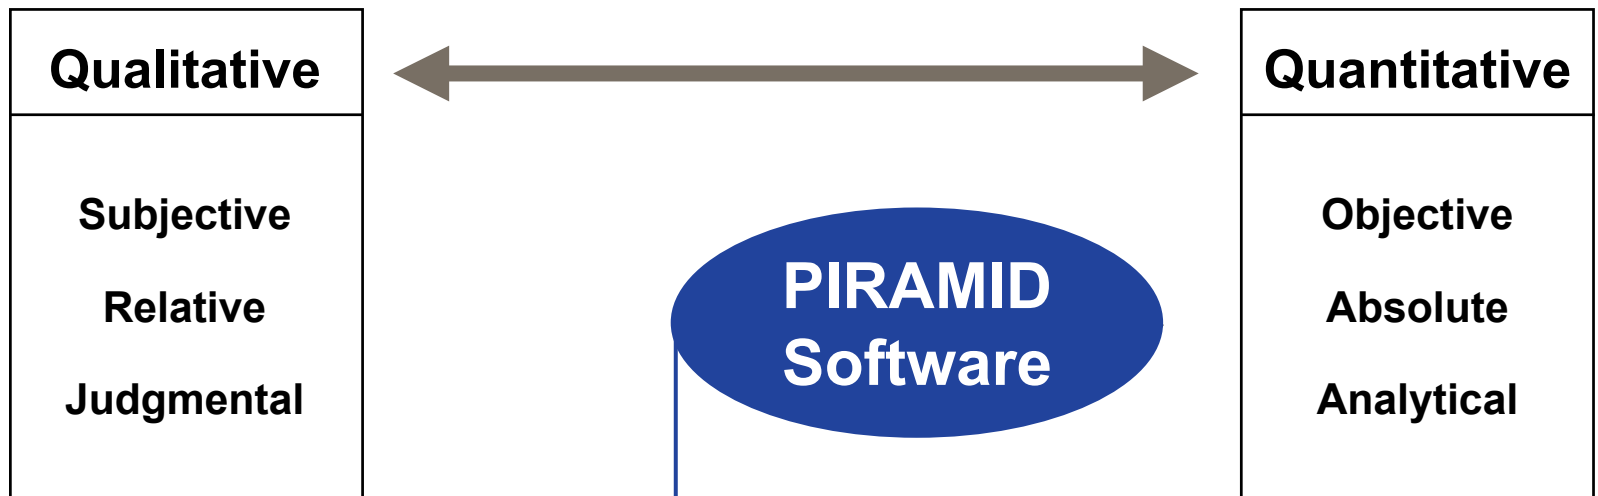 Qualitative
Subjective
Relative
Judgmental
PIRAMID
Software
Quantitative
Objective
Absolute
Analytical